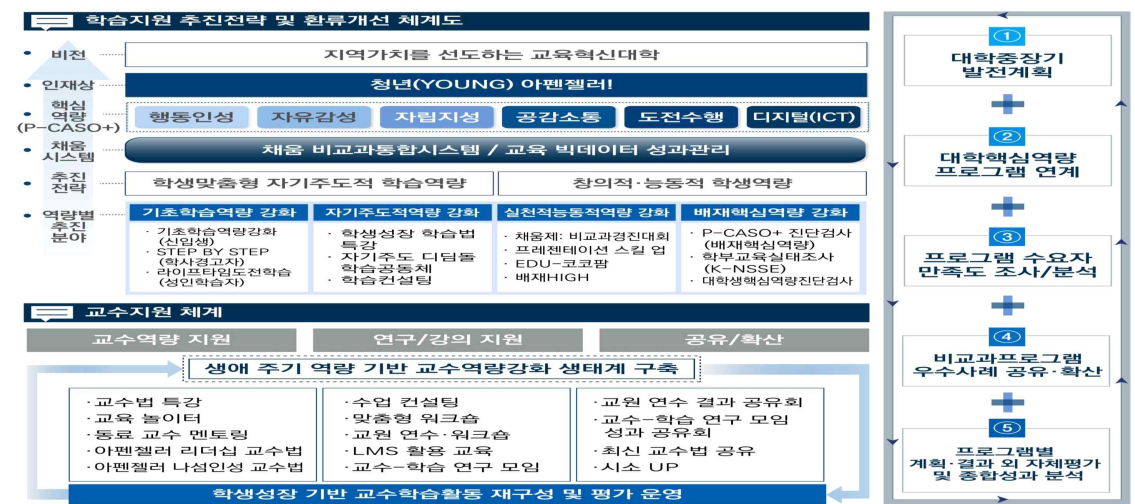 학습지원 추진전략 및 환류개선 체계도
• 비전
지역가치를 선도하는 교육혁신대학
• 인재상
청년(YOUNG) 아펜젤러!
• 핵심
역량
(P-CASO+)
행동인성
자유감성
자립지성
공감소통
도전수행
디지털(ICT)
• 채움
시스템
채움 비교과통합시스템 / 교육 빅데이터 성과관리
• 추진
전략
학생맞춤형 자기주도적 학습역량
창의적·능동적 학생역량
• 역량별
추진
분야
기초학습역량 강화
· 기초학습역량강화
(신입생)
· STEP BY STEP
(학사경고자)
· 라이프타임도전학습
(성인학습자)
자기주도적역량 강화
· 학생성장 학습법
특강
· 자기주도 디딤돌
학습공동체
· 학습컨설팅
실천적능동적역량 강화
· 채움제: 비교과경진대회
· 프레젠테이션 스킬 업
· EDU-코코팜
· 배재HIGH
배재핵심역량 강화
· P-CASO+ 진단검사
(배재핵심역량)
· 학부교육실태조사
(K-NSSE)
· 대학생핵심역량진단검사
교수지원 체계
교수역량 지원
연구/강의 지원
공유/확산
생애 주기 역량 기반 교수역량강화 생태계 구축
·교수법 특강
·교육 놀이터
·동료 교수 멘토링
·아펜젤러 리더십 교수법
·아펜젤러 나섬인성 교수법
·수업 컨설팅
·맞춤형 워크숍
·교원 연수·워크숍
·LMS 활용 교육
·교수-학습 연구 모임
·교원 연수 결과 공유회
·교수-학습 연구 모임
성과 공유회
·최신 교수법 공유
·시소 UP
학생성장 기반 교수학습활동 재구성 및 평가 운영
①
대학중장기
발전계획
+
②
대학핵심역량
프로그램 연계
+
③
프로그램 수요자
만족도 조사/분석
+
④
비교과프로그램
우수사례 공유·확산
+
⑤
프로그램별
계획·결과 외 자체평가
및 종합성과 분석